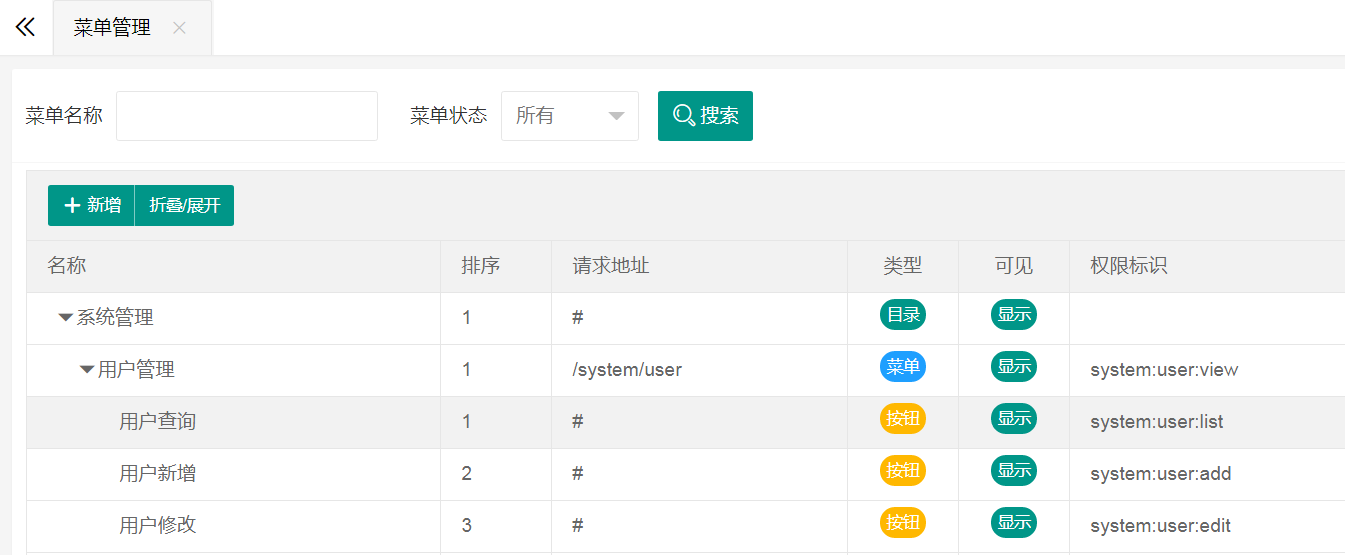 菜单管理
菜单名称 菜单状态 所有 搜索
新增 折叠/展开
名称 排序 请求地址 类型 可见 权限标识
系统管理 1 # 目录 显示
用户管理 1 /system/user 菜单 显示 system:user:view
用户查询 1 # 按钮 显示 system:user:list
用户新增 2 # 按钮 显示 system:user:add
用户修改 3 # 按钮 显示 system:user:edit